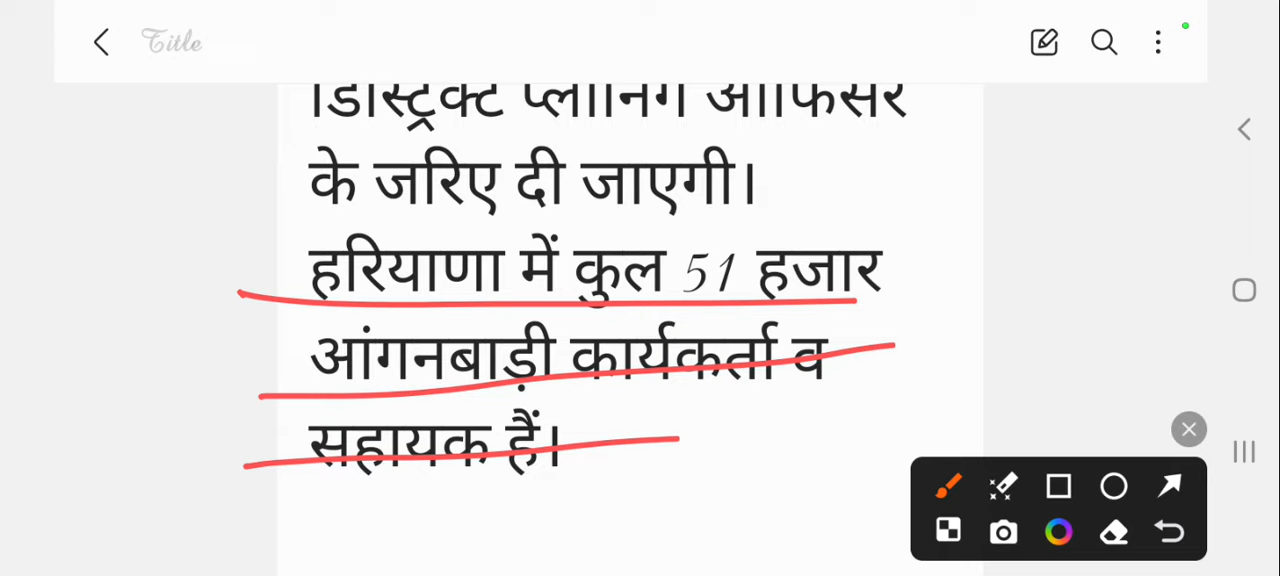 Title
डिस्ट्रिक्ट प्लानिंग ऑफिसर
के जरिए दी जाएगी।
हरियाणा में कुल 51 हजार
आंगनबाड़ी कार्यकर्ता व
सहायक हैं।